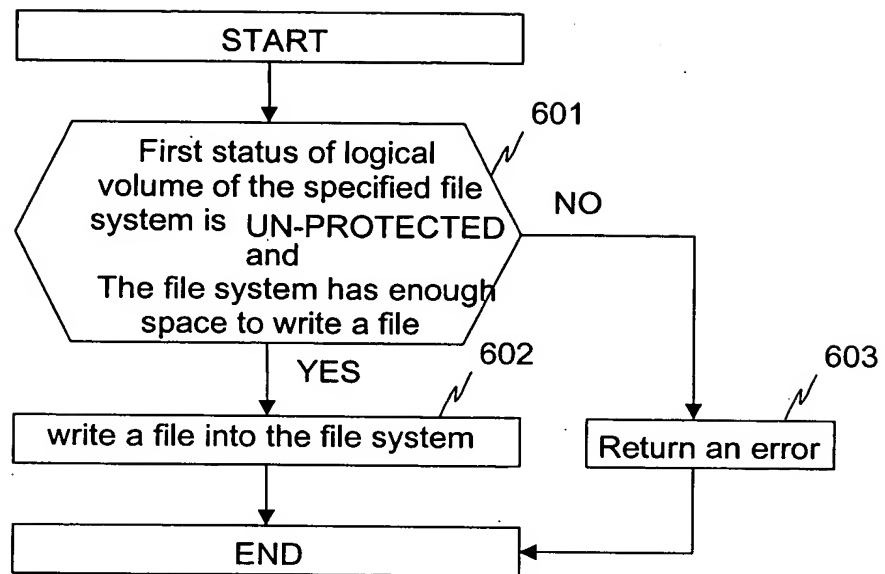 START
601
First status of logical
volume of the specified file
system is UN-PROTECTED
and
The file system has enough
space to write a file
NO
YES
602
603
write a file into the file system
Return an error
END